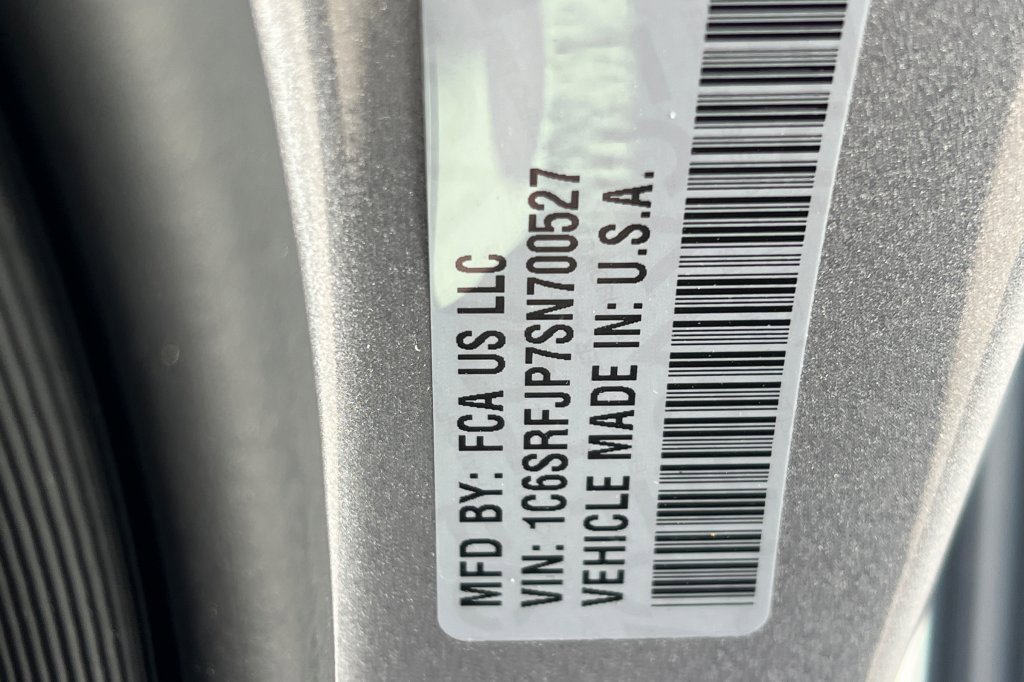 MFD BY: FCA US LLC
VIN: 1C6SRFJP7SN700527
VEHICLE MADE IN: U.S.A.